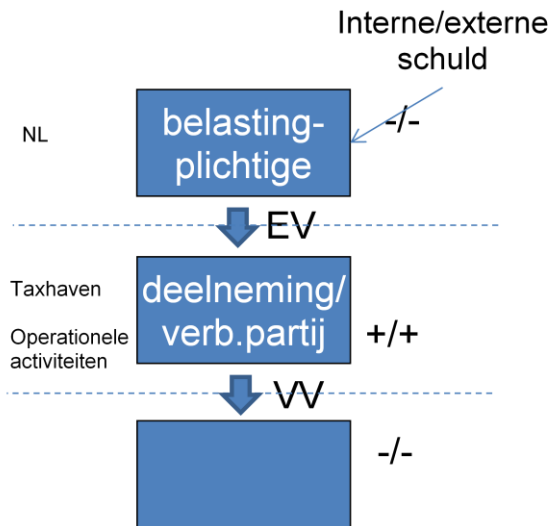 Interne/externe
schuld
NL
belasting-
plichtige
-/-
EV
Taxhaven
Operationele
activiteiten
deelneming/
verb.partij
+/+
VV
-/-